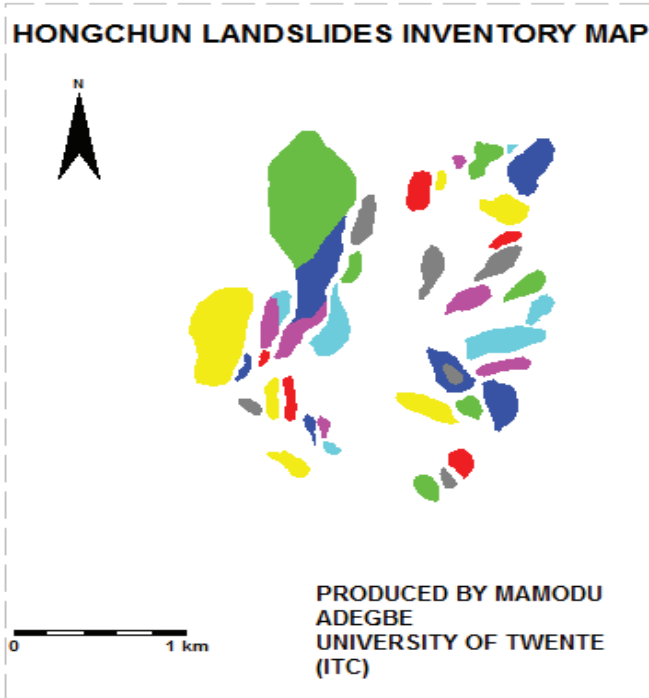 HONGCHUN LANDSLIDES INVENTORY MAP
N
PRODUCED BY MAMODU
ADEGBE
UNIVERSITY OF TWENTE
(ITC)
0 1 km